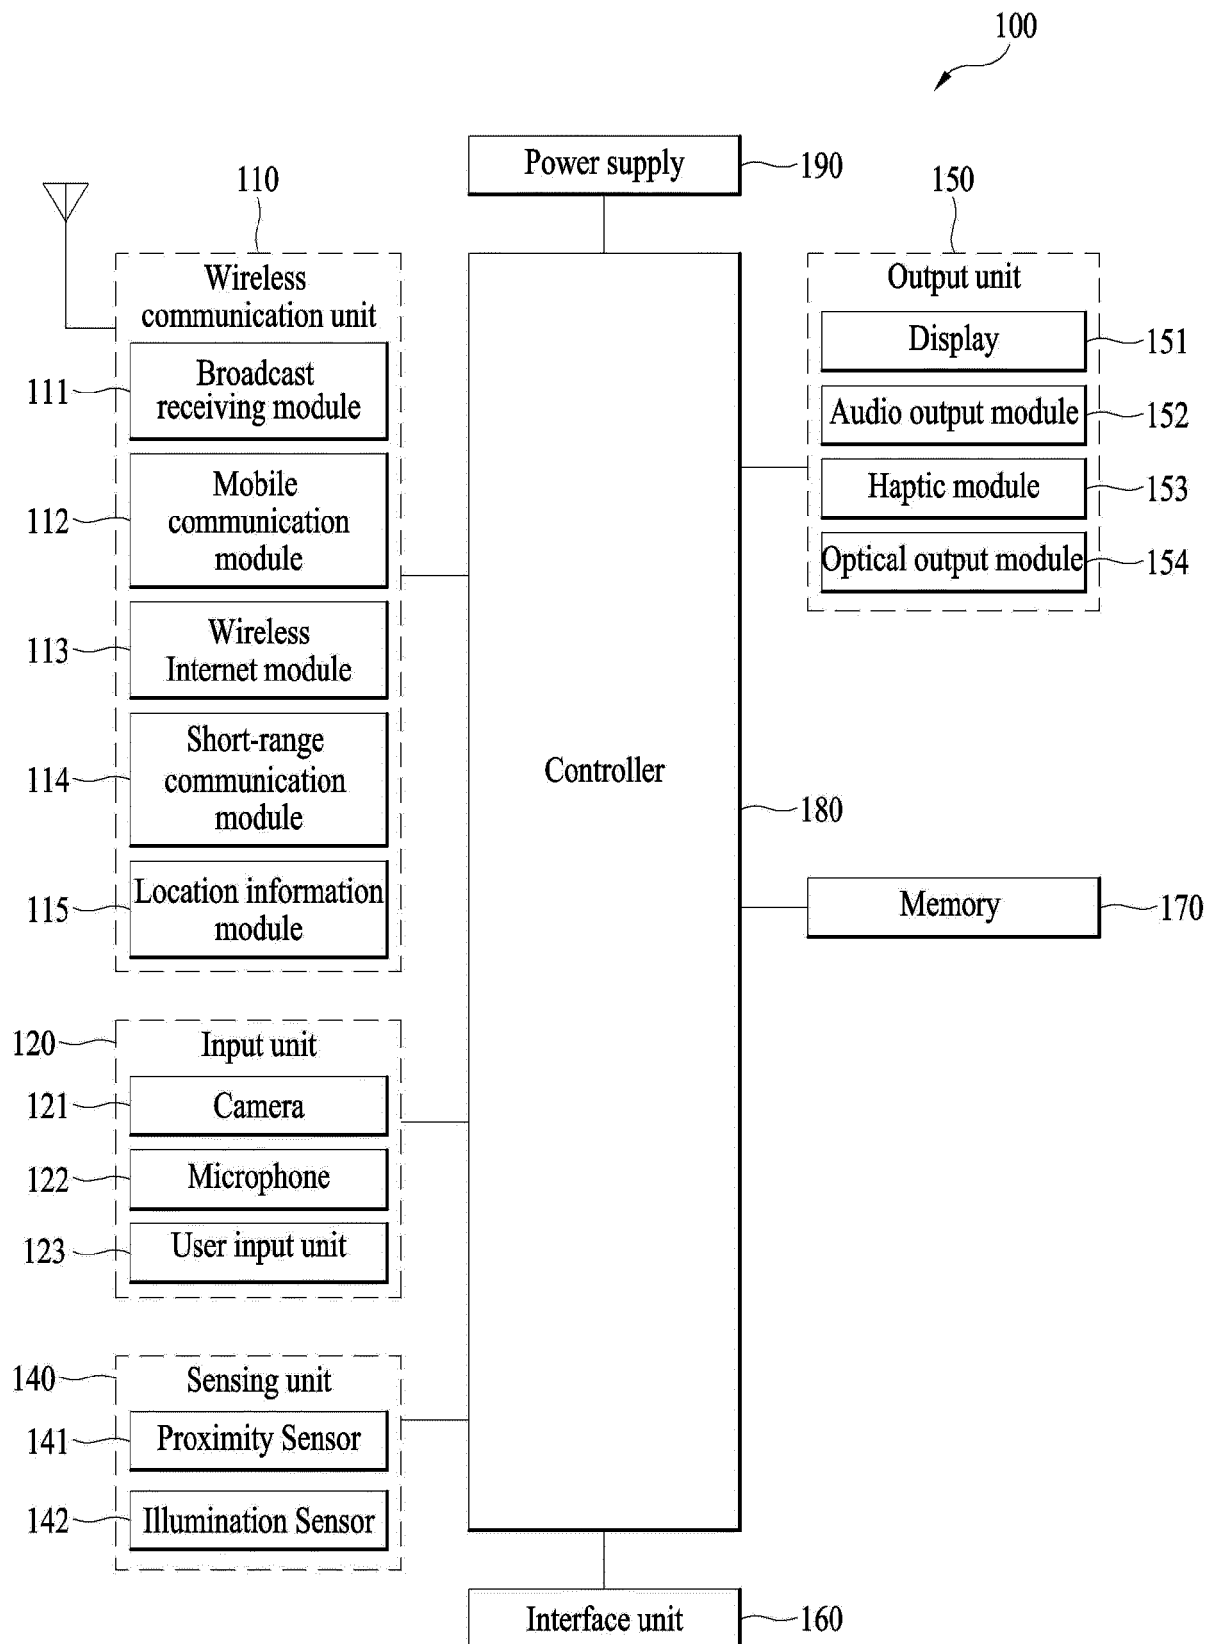 100
Power supply
190
110
150
Wireless
communication unit
Output unit
Broadcast
receiving module
111
Display
151
Audio output module
152
Mobile
communication
module
112
Haptic module
153
Optical output module
154
Wireless
Internet module
113
Short-range
communication
module
114
Controller
180
Location information
module
115
Memory
170
120
Input unit
121
Camera
122
Microphone
123
User input unit
140
Sensing unit
141
Proximity Sensor
142
Illumination Sensor
Interface unit
160